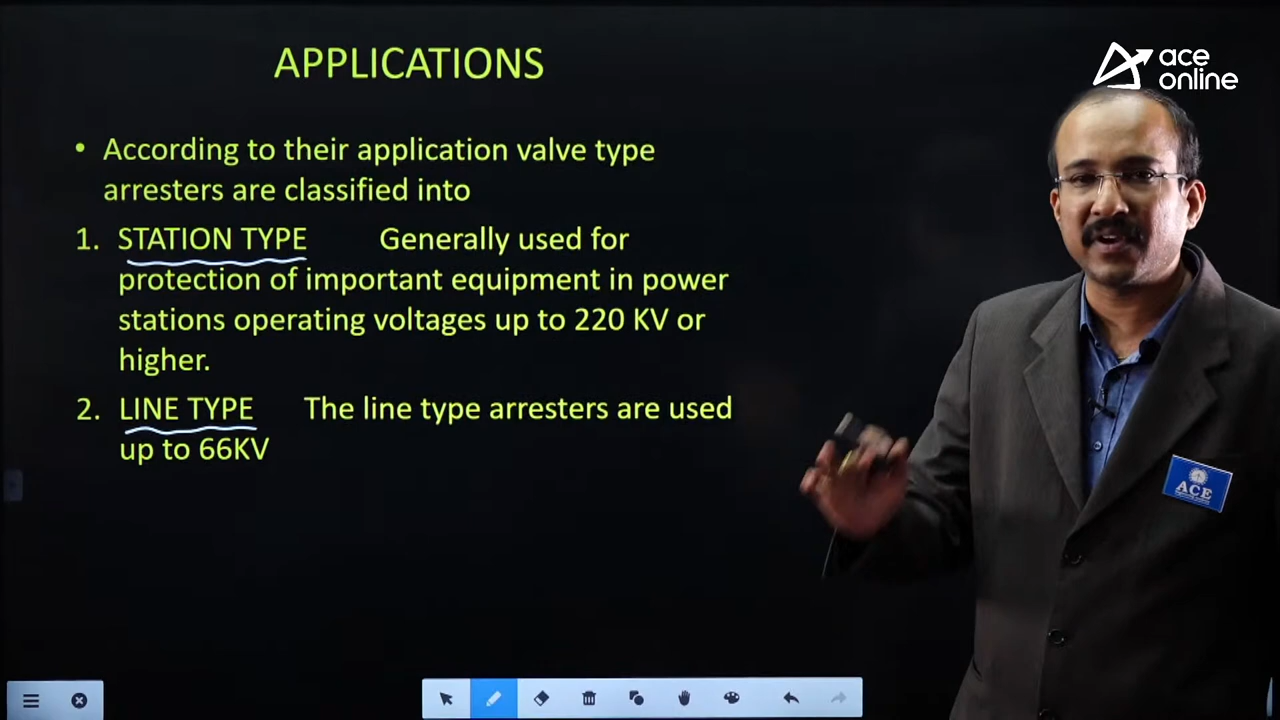 APPLICATIONS
ace
online
• According to their application valve type
arresters are classified into
1. STATION TYPE Generally used for
protection of important equipment in power
stations operating voltages up to 220 KV or
higher.
2. LINE TYPE The line type arresters are used
up to 66KV
ACE